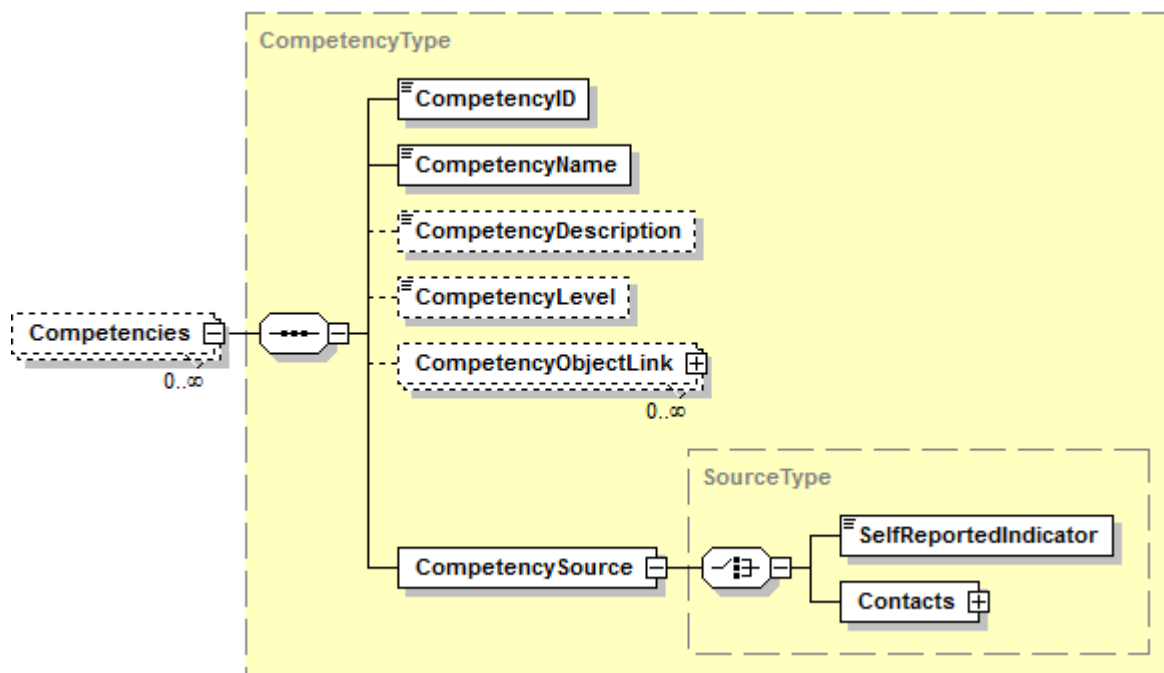 CompetencyType
CompetencyID
CompetencyName
CompetencyDescription
CompetencyLevel
Competencies
0..∞
CompetencyObjectLink
0..∞
SourceType
SelfReportedIndicator
CompetencySource
Contacts